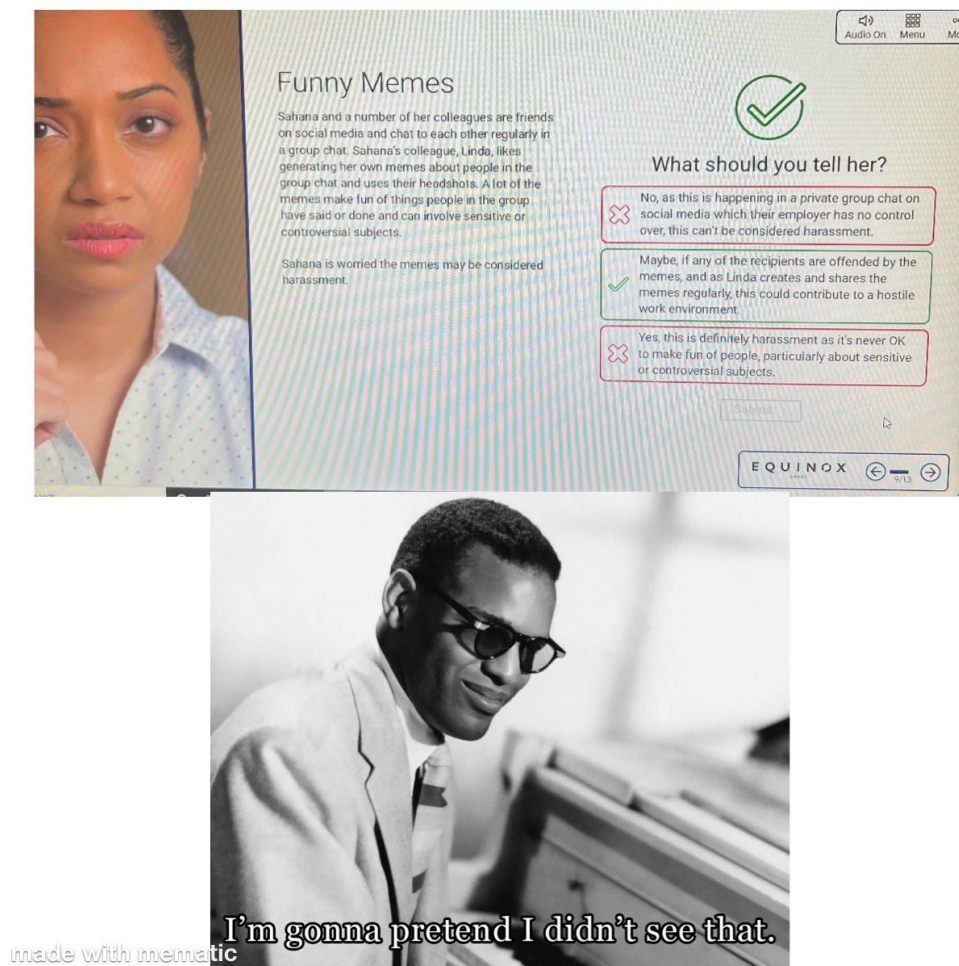 Audio On Menu
Funny Memes
Sahana and a number of her colleagues are friends
on social media and chat to each other regularly in
a group chat. Sahana's colleague, Linda, likes
generating her own memes about people in the
group chat and uses their headshots. A lot of the
memes make fun of things people in the group
have said or done and can involve sensitive or
controversial subjects.
Sahana is worried the memes may be considered
harassment.
What should you tell her?
No, as this is happening in a private group chat on
social media which their employer has no control
over, this can't be considered harassment.
Maybe, if any of the recipients are offended by the
memes, and as Linda creates and shares the
memes regularly, this could contribute to a hostile
work environment.
Yes, this is definitely harassment as it's never OK
to make fun of people, particularly about sensitive
or controversial subjects.
Submit
EQUINOX
9/13
I'm gonna pretend I didn't see that.
made with mematic